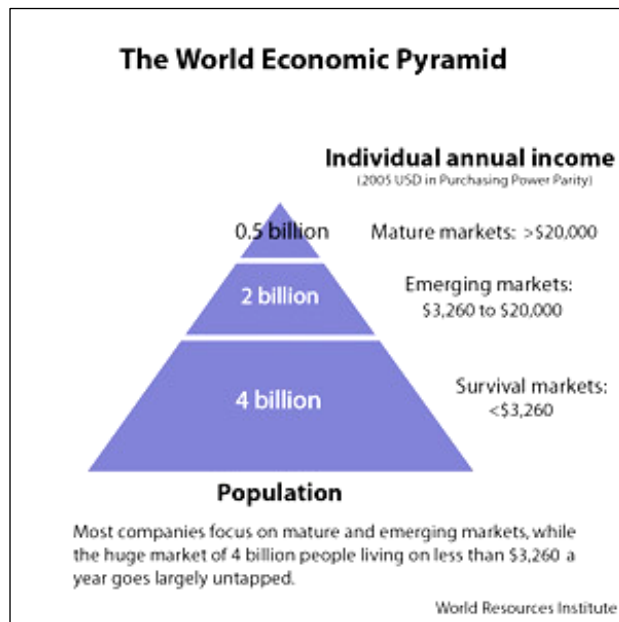 The World Economic Pyramid
Individual annual income
(2005 USD in Purchasing Power Parity)
0.5 billion
Mature markets: >$20,000
2 billion
Emerging markets:
$3,260 to $20,000
4 billion
Survival markets:
<$3,260
Population
Most companies focus on mature and emerging markets, while
the huge market of 4 billion people living on less than $3,260 a
year goes largely untapped.
World Resources Institute